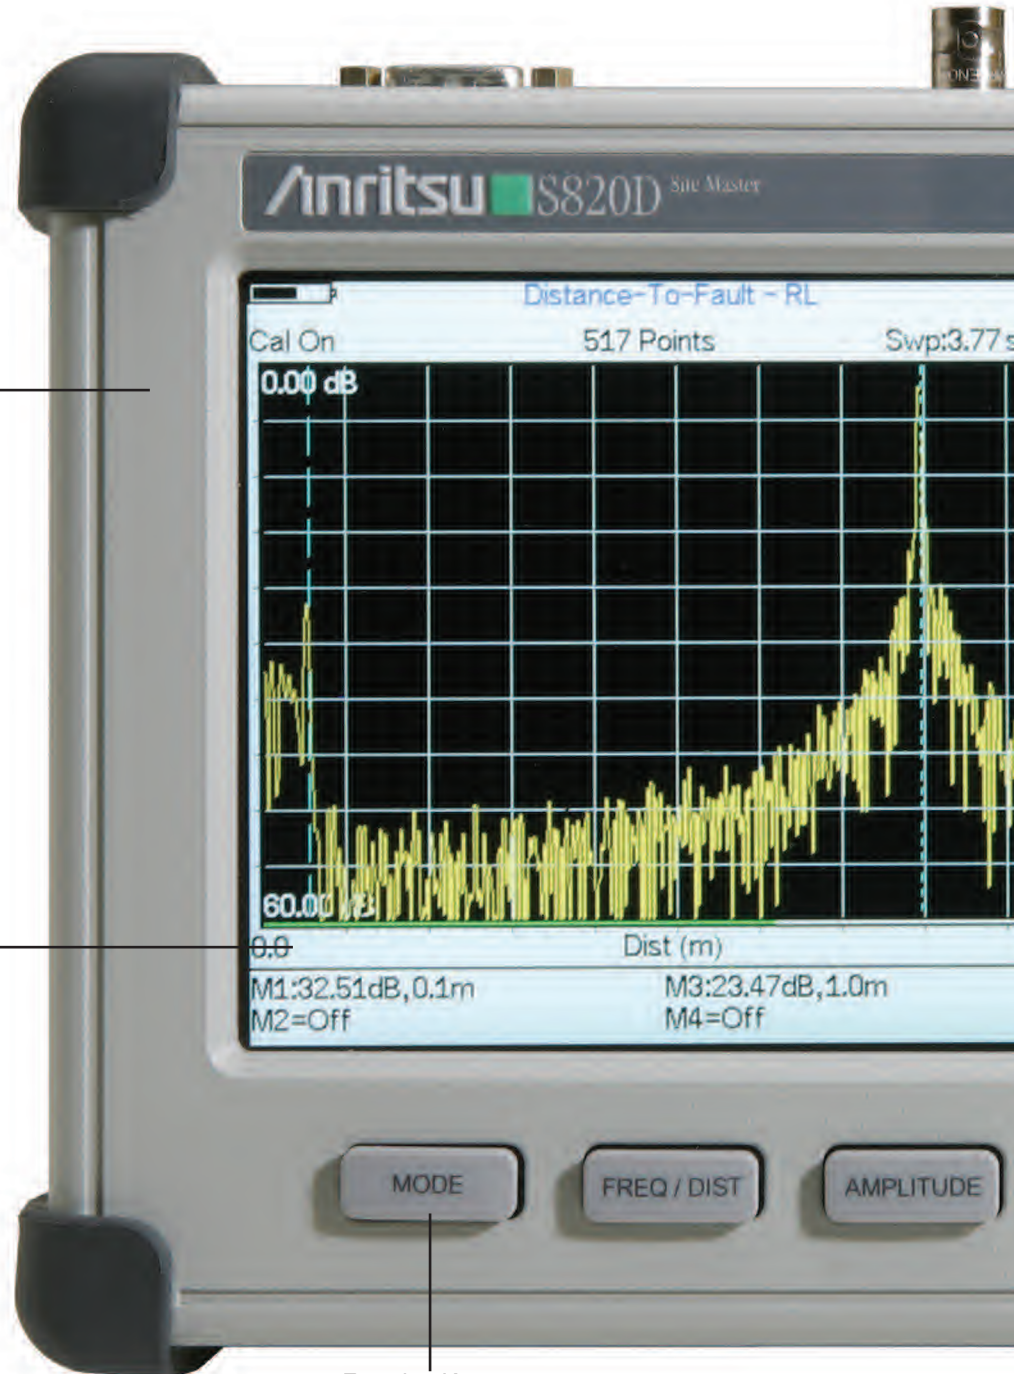 Anritsu S820D Site Master
Distance-To-Fault - RL
Cal On 517 Points Swp:3.77 s
0.00 dB
60.00 dB
0.0 Dist (m)
M1:32.51dB,0.1m M3:23.47dB,1.0m
M2=Off M4=Off
MODE FREQ / DIST AMPLITUDE